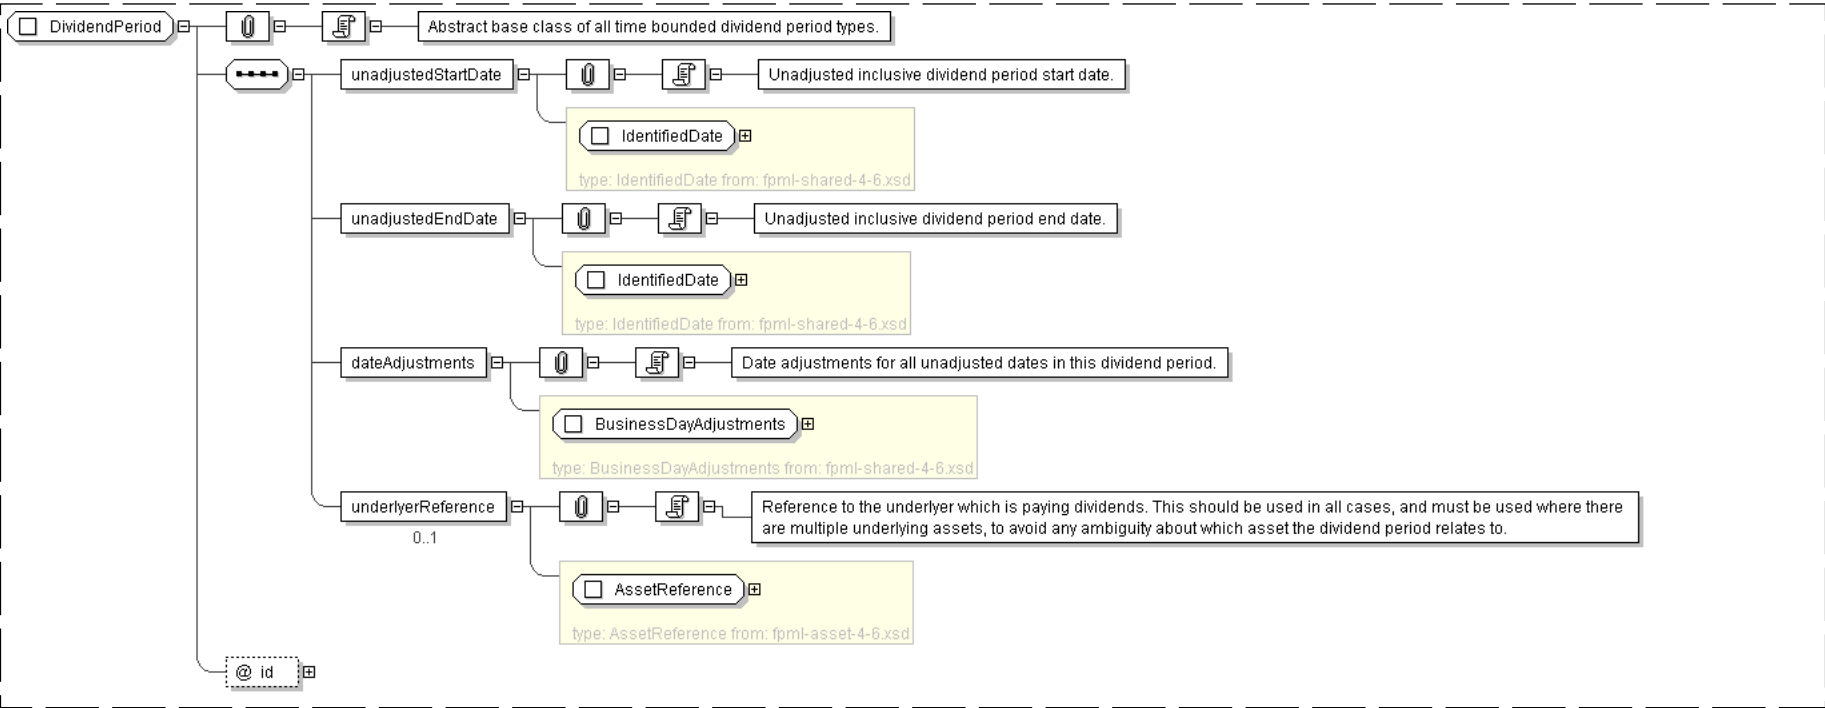 DividendPeriod
Abstract base class of all time bounded dividend period types.
unadjustedStartDate
Unadjusted inclusive dividend period start date.
IdentifiedDate
type: IdentifiedDate from: fpml-shared-4-6.xsd
unadjustedEndDate
Unadjusted inclusive dividend period end date.
IdentifiedDate
type: IdentifiedDate from: fpml-shared-4-6.xsd
dateAdjustments
Date adjustments for all unadjusted dates in this dividend period.
BusinessDayAdjustments
type: BusinessDayAdjustments from: fpml-shared-4-6.xsd
underlyerReference
0..1
Reference to the underlyer which is paying dividends. This should be used in all cases, and must be used where there
are multiple underlying assets, to avoid any ambiguity about which asset the dividend period relates to.
AssetReference
type: AssetReference from: fpml-asset-4-6.xsd
@ id